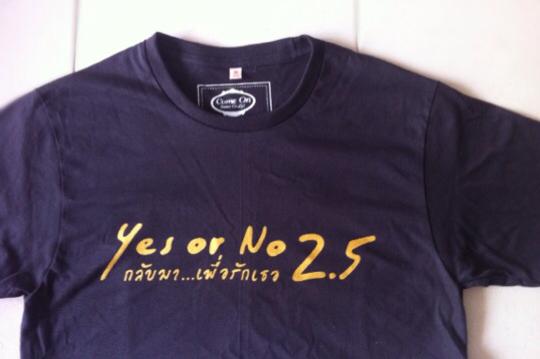 Come On
Yes or No 2.5
กลับมา...เพื่อรักเธอ